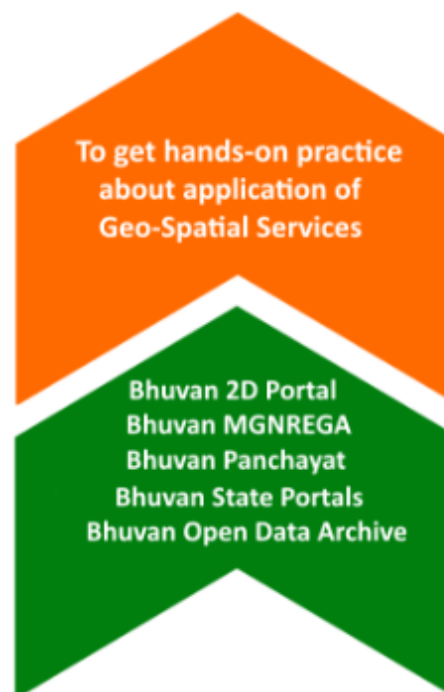 To get hands-on practice
about application of
Geo-Spatial Services
Bhuvan 2D Portal
Bhuvan MGNREGA
Bhuvan Panchayat
Bhuvan State Portals
Bhuvan Open Data Archive